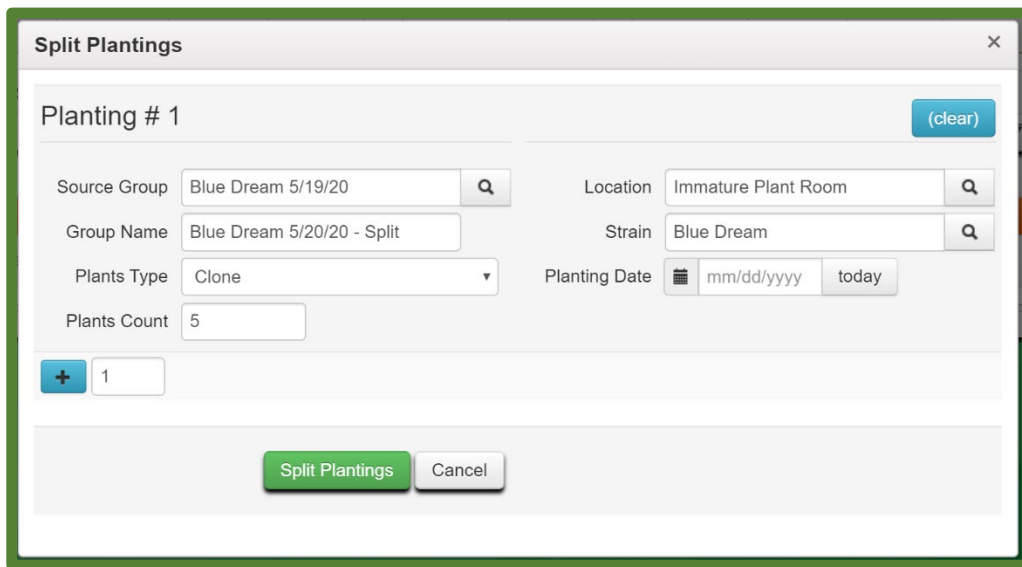 Split Plantings ×
Planting # 1 (clear)
Source Group Blue Dream 5/19/20 Location Immature Plant Room
Group Name Blue Dream 5/20/20 - Split Strain Blue Dream
Plants Type Clone Planting Date mm/dd/yyyy today
Plants Count 5
+ 1
Split Plantings Cancel